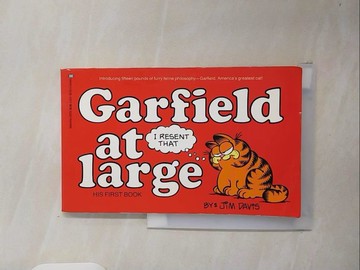 Introducing fifteen pounds of furry feline philosophy—Garfield, America's greatest cat!
Garfield
at
large
I RESENT
THAT
HIS FIRST BOOK
BY: JIM DAVIS